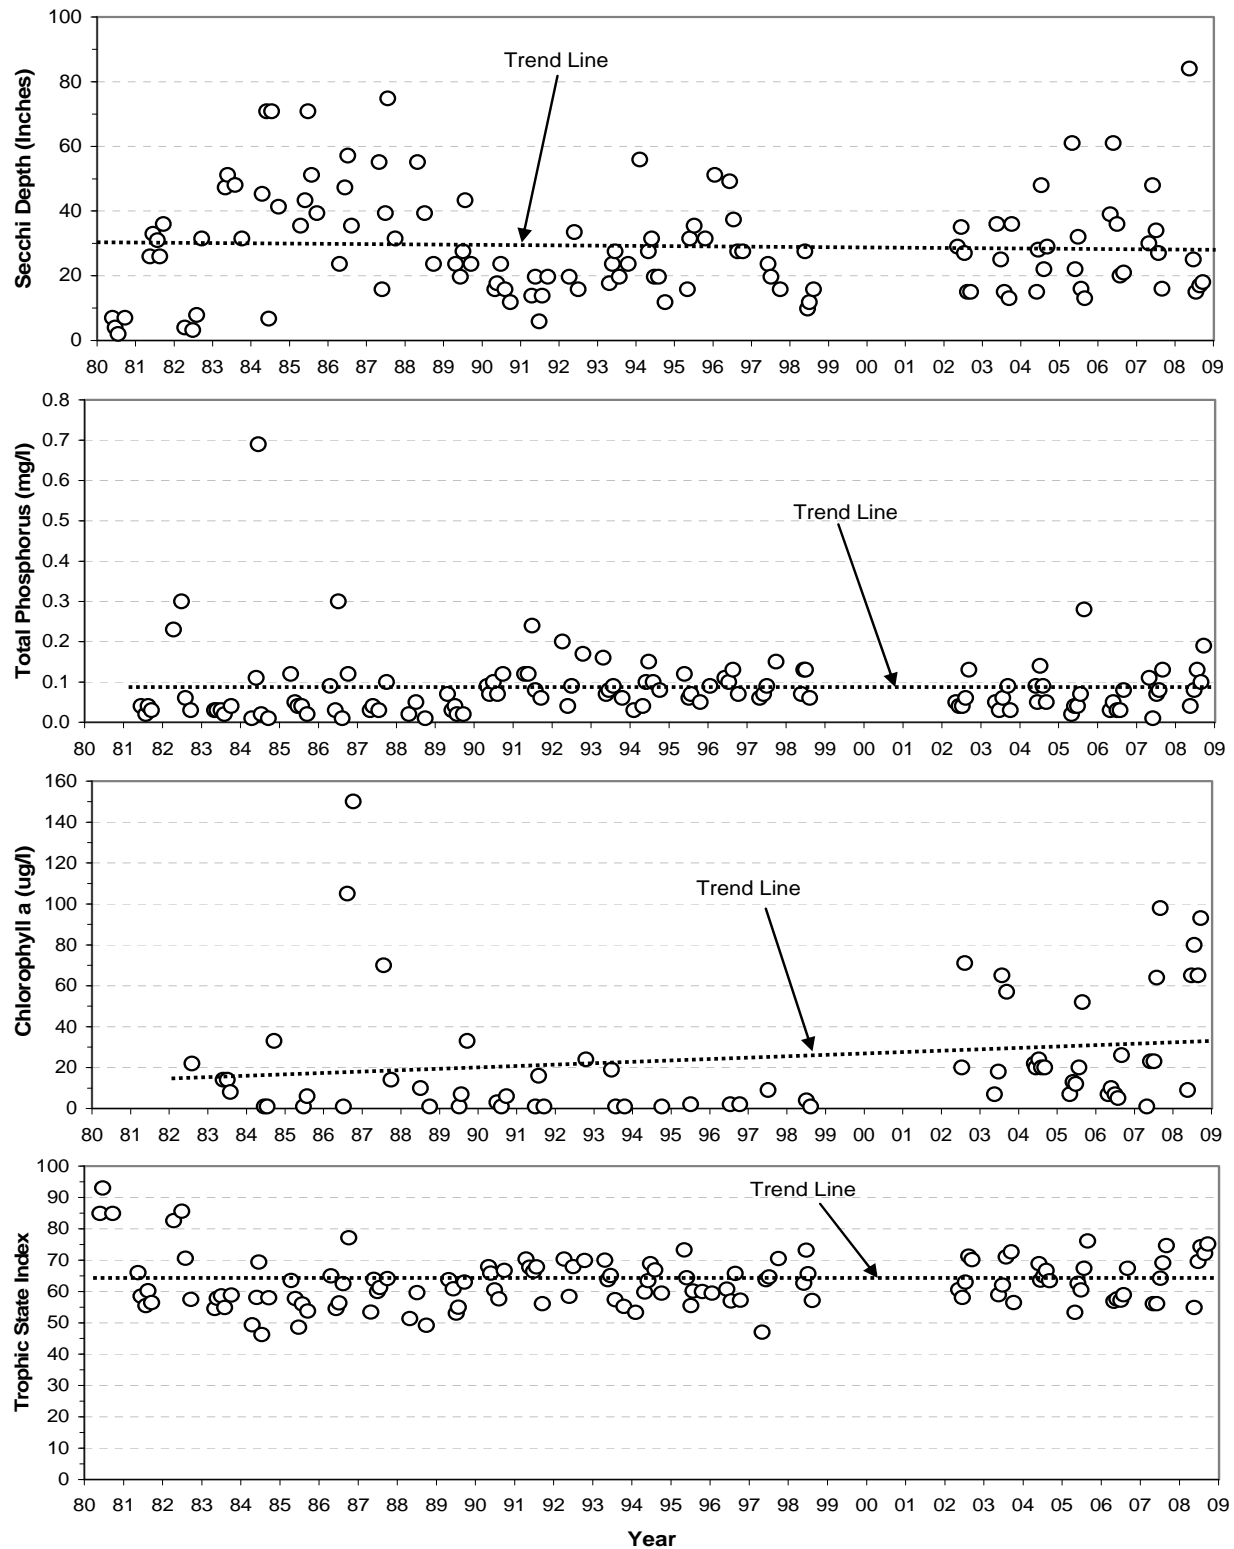 100
80
60
40
20
0
Secchi Depth (Inches)
Trend Line
80 81 82 83 84 85 86 87 88 89 90 91 92 93 94 95 96 97 98 99 00 01 02 03 04 05 06 07 08 09
0.8
0.7
0.6
0.5
0.4
0.3
0.2
0.1
0.0
Total Phosphorus (mg/l)
Trend Line
80 81 82 83 84 85 86 87 88 89 90 91 92 93 94 95 96 97 98 99 00 01 02 03 04 05 06 07 08 09
160
140
120
100
80
60
40
20
0
Chlorophyll a (ug/l)
Trend Line
80 81 82 83 84 85 86 87 88 89 90 91 92 93 94 95 96 97 98 99 00 01 02 03 04 05 06 07 08 09
100
90
80
70
60
50
40
30
20
10
0
Trophic State Index
Trend Line
80 81 82 83 84 85 86 87 88 89 90 91 92 93 94 95 96 97 98 99 00 01 02 03 04 05 06 07 08 09
Year